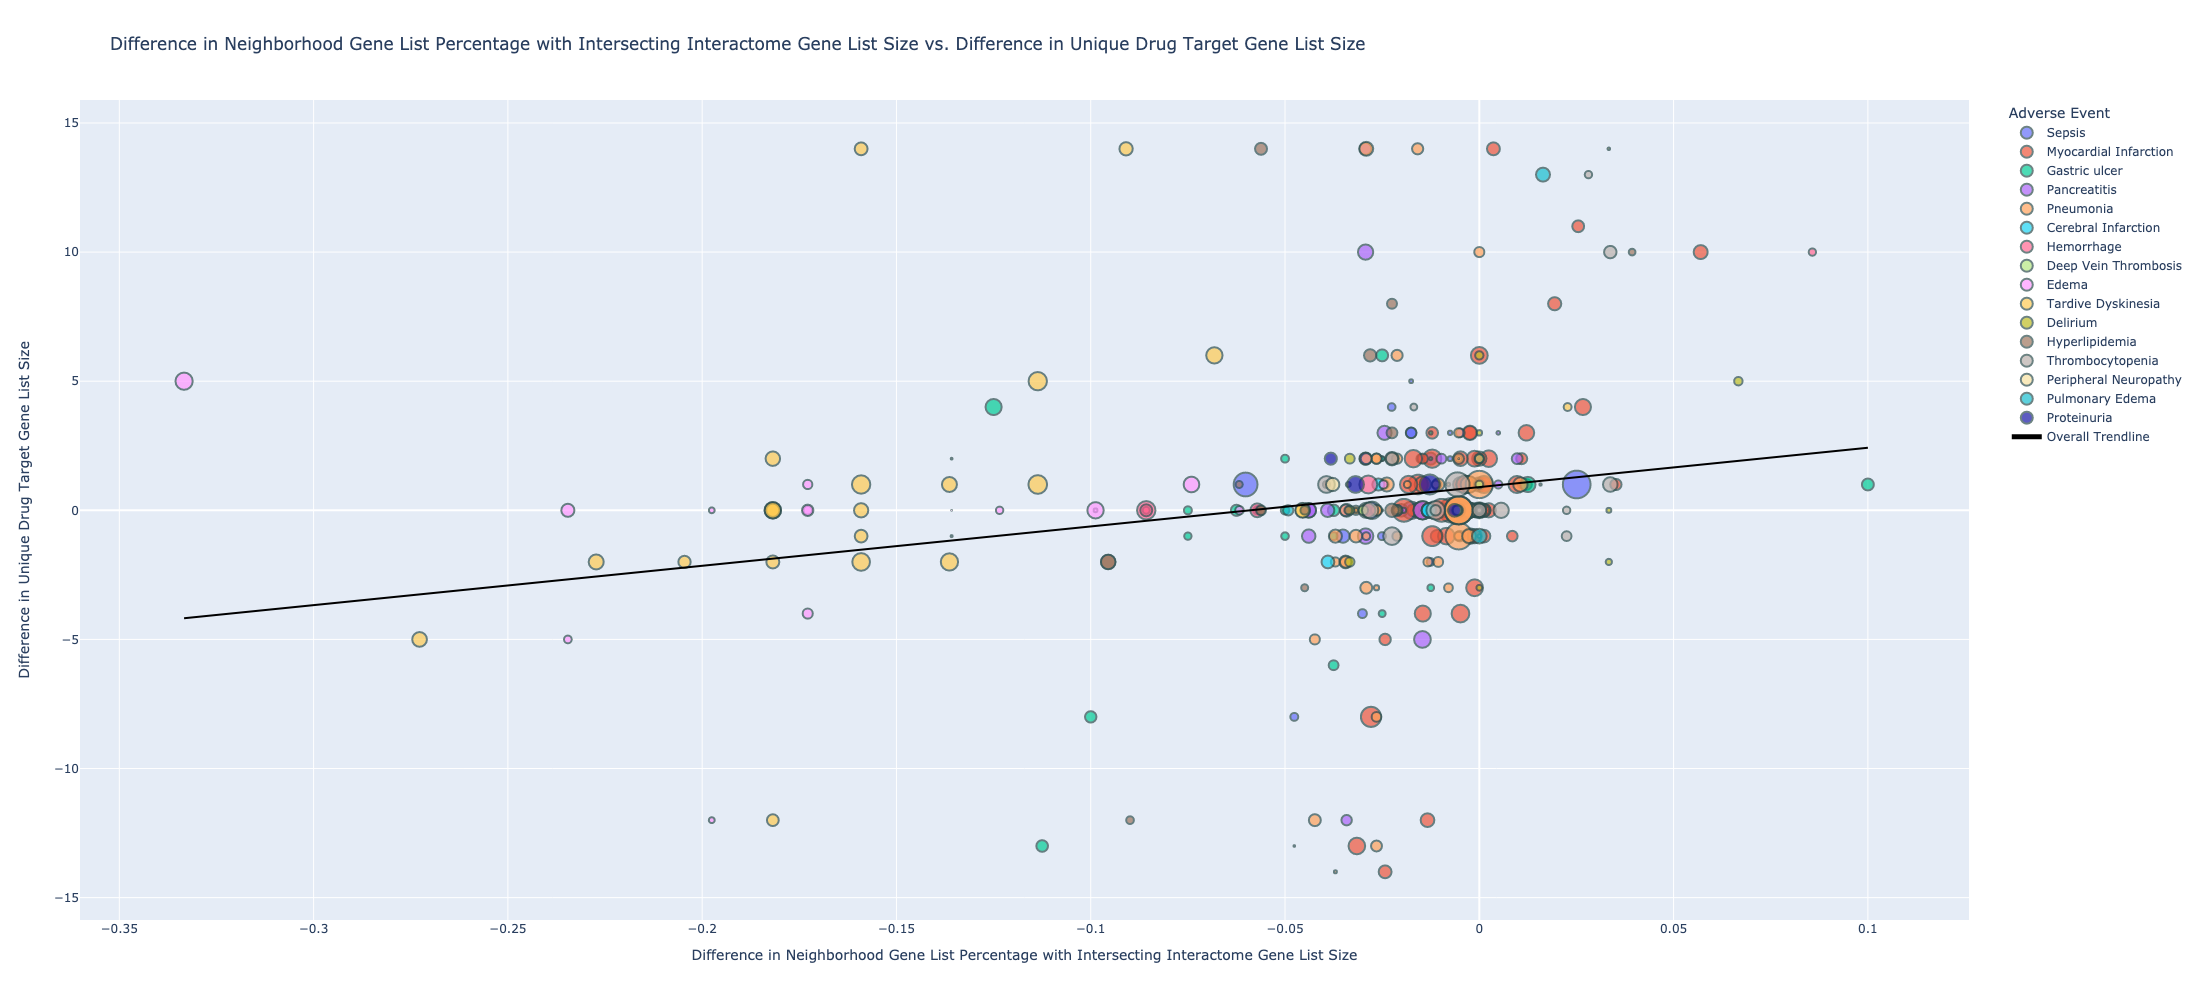 Difference in Neighborhood Gene List Percentage with Intersecting Interactome Gene List Size vs. Difference in Unique Drug Target Gene List Size
Difference in Unique Drug Target Gene List Size
15
10
5
0
−5
−10
−15
−0.35
−0.3
−0.25
−0.2
−0.15
−0.1
−0.05
0
0.05
0.1
Difference in Neighborhood Gene List Percentage with Intersecting Interactome Gene List Size
Adverse Event
Sepsis
Myocardial Infarction
Gastric ulcer
Pancreatitis
Pneumonia
Cerebral Infarction
Hemorrhage
Deep Vein Thrombosis
Edema
Tardive Dyskinesia
Delirium
Hyperlipidemia
Thrombocytopenia
Peripheral Neuropathy
Pulmonary Edema
Proteinuria
Overall Trendline